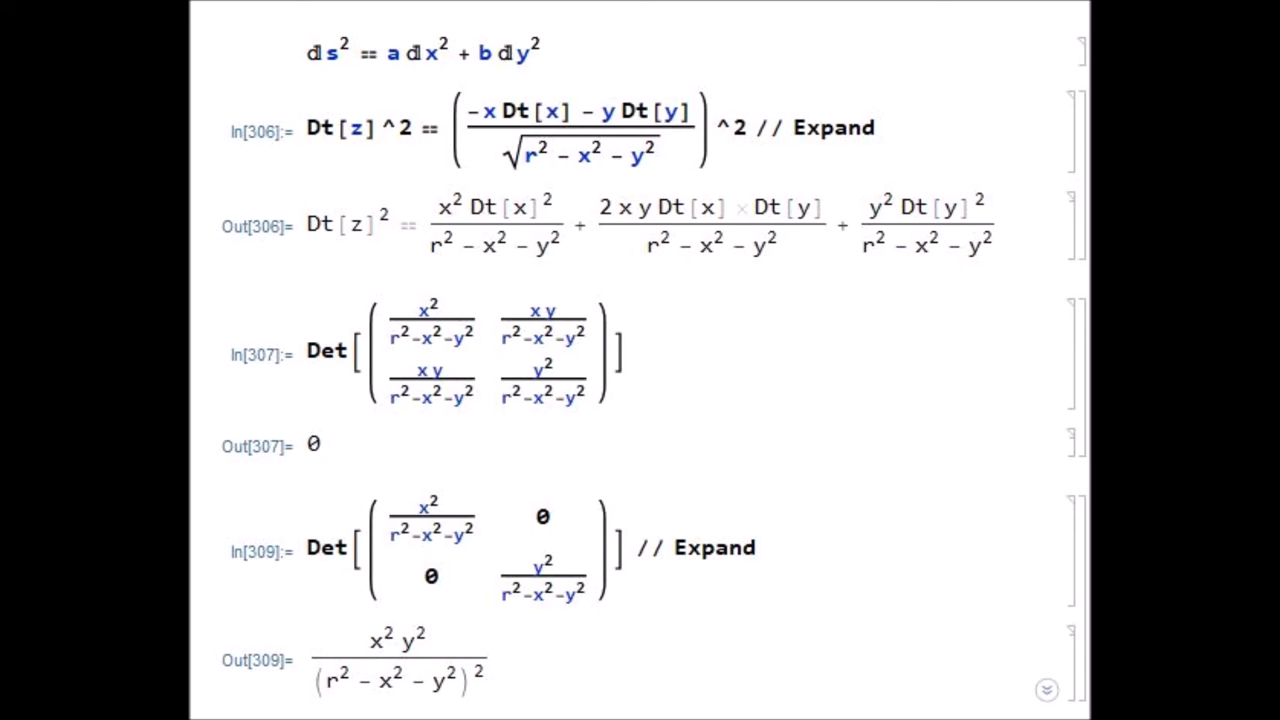 ⅆs² == a ⅆx² + b ⅆy²
In[306]:= Dt[z]^2 == ((-x Dt[x] - y Dt[y])/√(r² - x² - y²))^2 // Expand
Out[306]= Dt[z]² == (x² Dt[x]²)/(r² - x² - y²) + (2 x y Dt[x] × Dt[y])/(r² - x² - y²) + (y² Dt[y]²)/(r² - x² - y²)
In[307]:= Det[( x²/(r²-x²-y²) x y/(r²-x²-y²)
x y/(r²-x²-y²) y²/(r²-x²-y²) )]
Out[307]= 0
In[309]:= Det[( x²/(r²-x²-y²) 0
0 y²/(r²-x²-y²) )] // Expand
Out[309]= (x² y²)/(r² - x² - y²)²